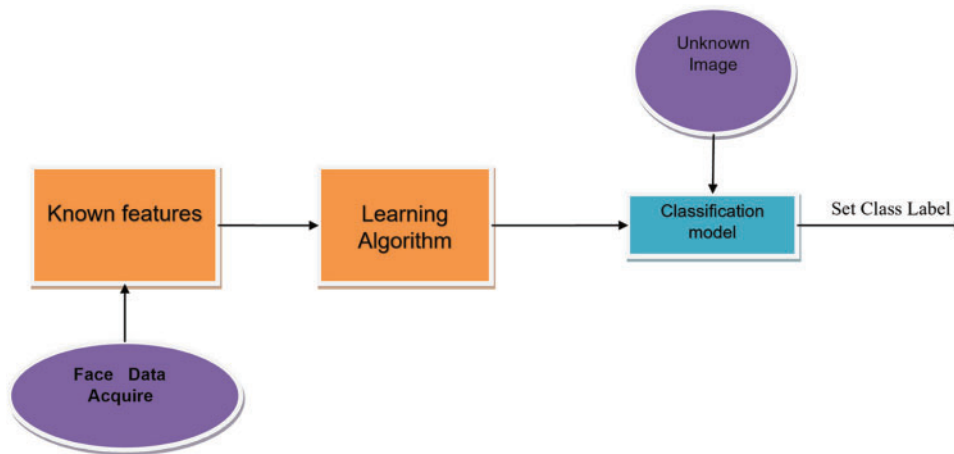 Unknown
Image
Known features
Learning
Algorithm
Classification
model
Set Class Label
Face Data
Acquire